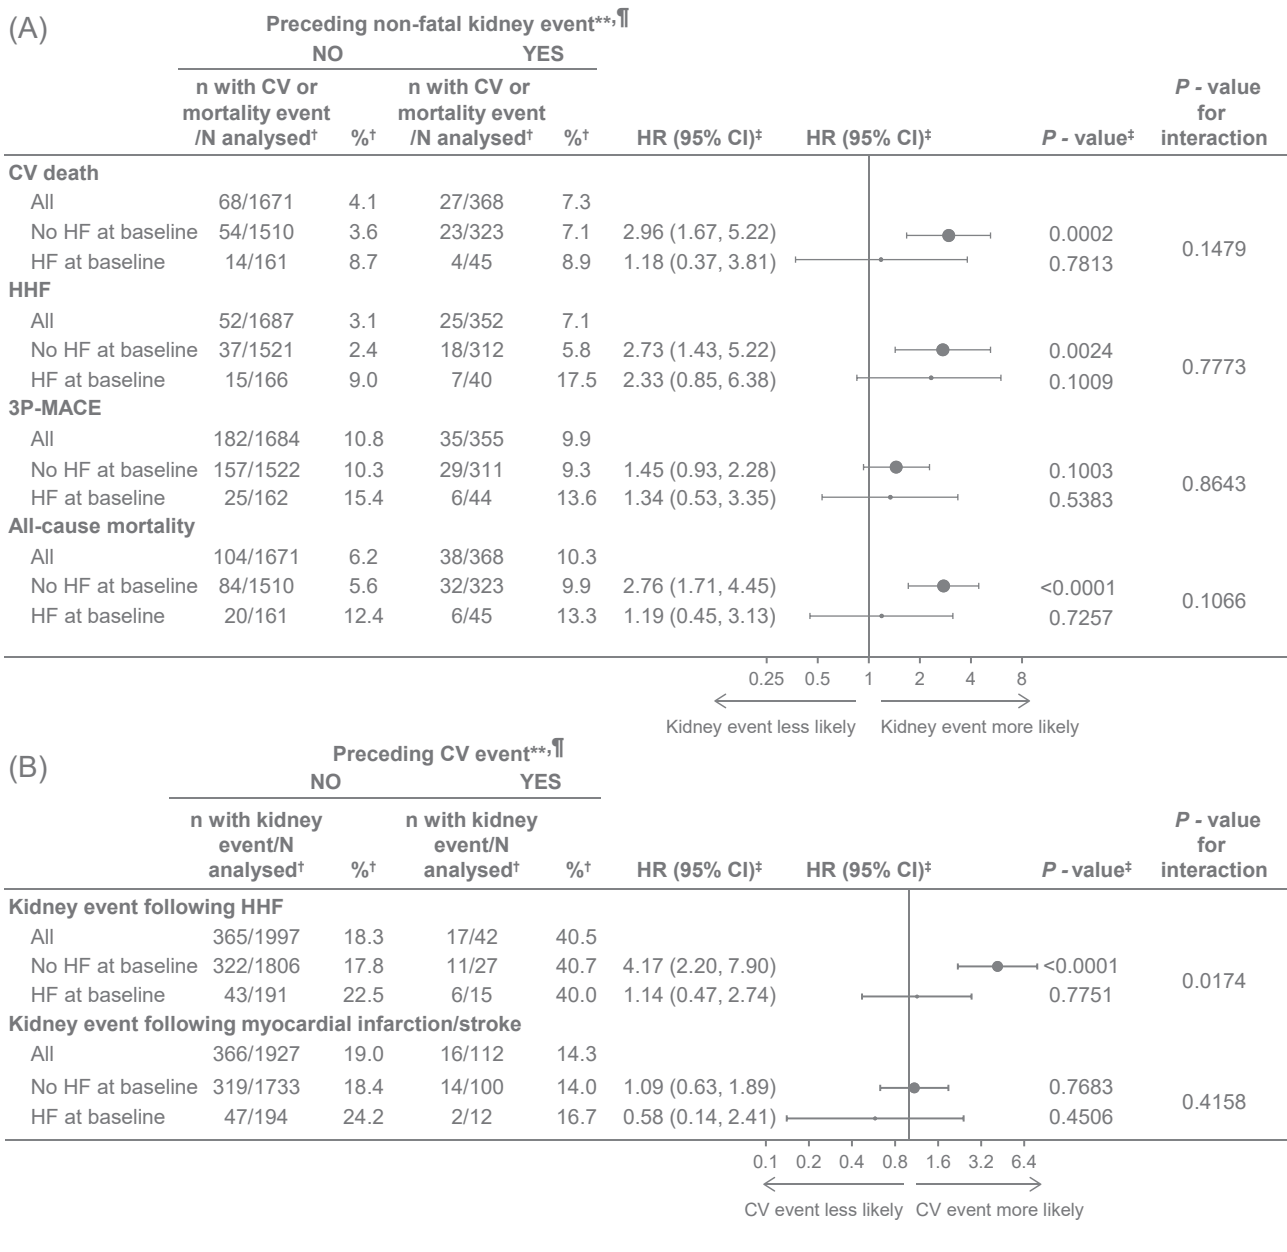 (A)
Preceding non-fatal kidney event**,¶
NO YES
n with CV or n with CV or P - value
mortality event mortality event for
/N analysed† %† /N analysed† %† HR (95% CI)‡ HR (95% CI)‡ P - value‡ interaction
CV death
All 68/1671 4.1 27/368 7.3
No HF at baseline 54/1510 3.6 23/323 7.1 2.96 (1.67, 5.22) 0.0002
0.1479
HF at baseline 14/161 8.7 4/45 8.9 1.18 (0.37, 3.81) 0.7813
HHF
All 52/1687 3.1 25/352 7.1
No HF at baseline 37/1521 2.4 18/312 5.8 2.73 (1.43, 5.22) 0.0024
0.7773
HF at baseline 15/166 9.0 7/40 17.5 2.33 (0.85, 6.38) 0.1009
3P-MACE
All 182/1684 10.8 35/355 9.9
No HF at baseline 157/1522 10.3 29/311 9.3 1.45 (0.93, 2.28) 0.1003
0.8643
HF at baseline 25/162 15.4 6/44 13.6 1.34 (0.53, 3.35) 0.5383
All-cause mortality
All 104/1671 6.2 38/368 10.3
No HF at baseline 84/1510 5.6 32/323 9.9 2.76 (1.71, 4.45) <0.0001
0.1066
HF at baseline 20/161 12.4 6/45 13.3 1.19 (0.45, 3.13) 0.7257
0.25 0.5 1 2 4 8
Kidney event less likely Kidney event more likely
(B)
Preceding CV event**,¶
NO YES
n with kidney n with kidney P - value
event/N event/N for
analysed† %† analysed† %† HR (95% CI)‡ HR (95% CI)‡ P - value‡ interaction
Kidney event following HHF
All 365/1997 18.3 17/42 40.5
No HF at baseline 322/1806 17.8 11/27 40.7 4.17 (2.20, 7.90) <0.0001
0.0174
HF at baseline 43/191 22.5 6/15 40.0 1.14 (0.47, 2.74) 0.7751
Kidney event following myocardial infarction/stroke
All 366/1927 19.0 16/112 14.3
No HF at baseline 319/1733 18.4 14/100 14.0 1.09 (0.63, 1.89) 0.7683
0.4158
HF at baseline 47/194 24.2 2/12 16.7 0.58 (0.14, 2.41) 0.4506
0.1 0.2 0.4 0.8 1.6 3.2 6.4
CV event less likely CV event more likely